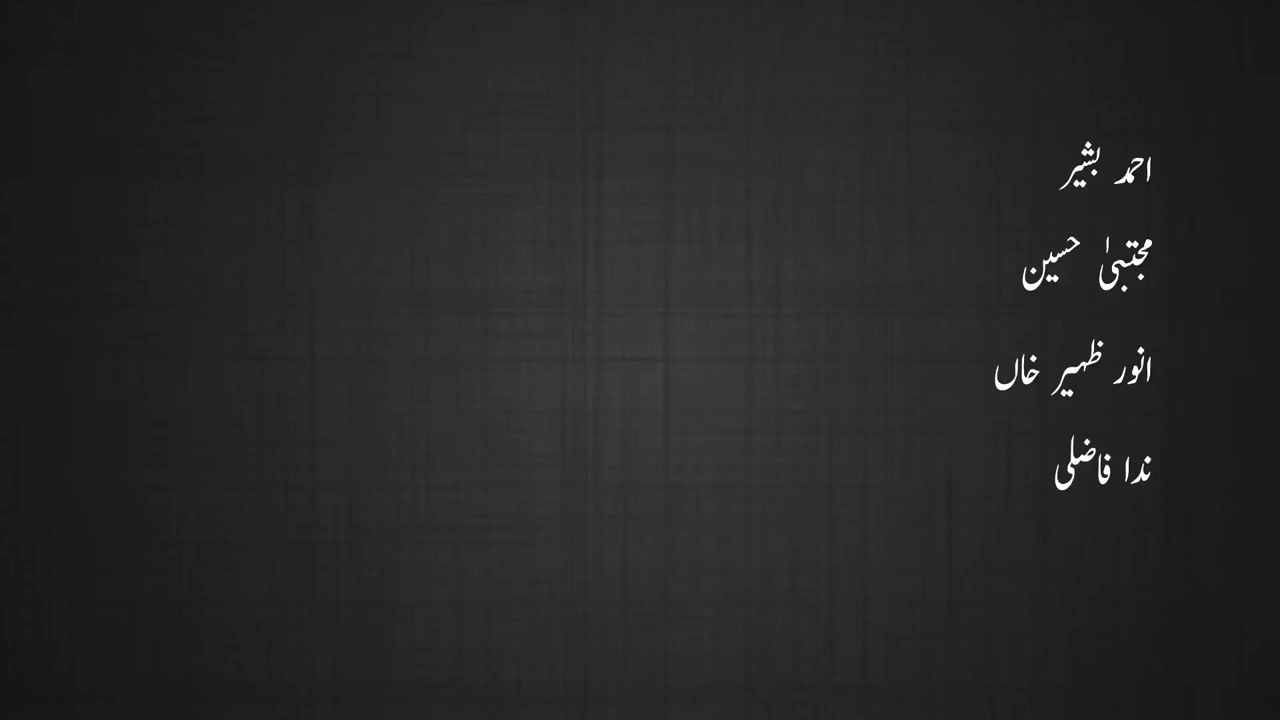 احمد بشیر
مجتبیٰ حسین
انور ظہیر خاں
ندا فاضلی